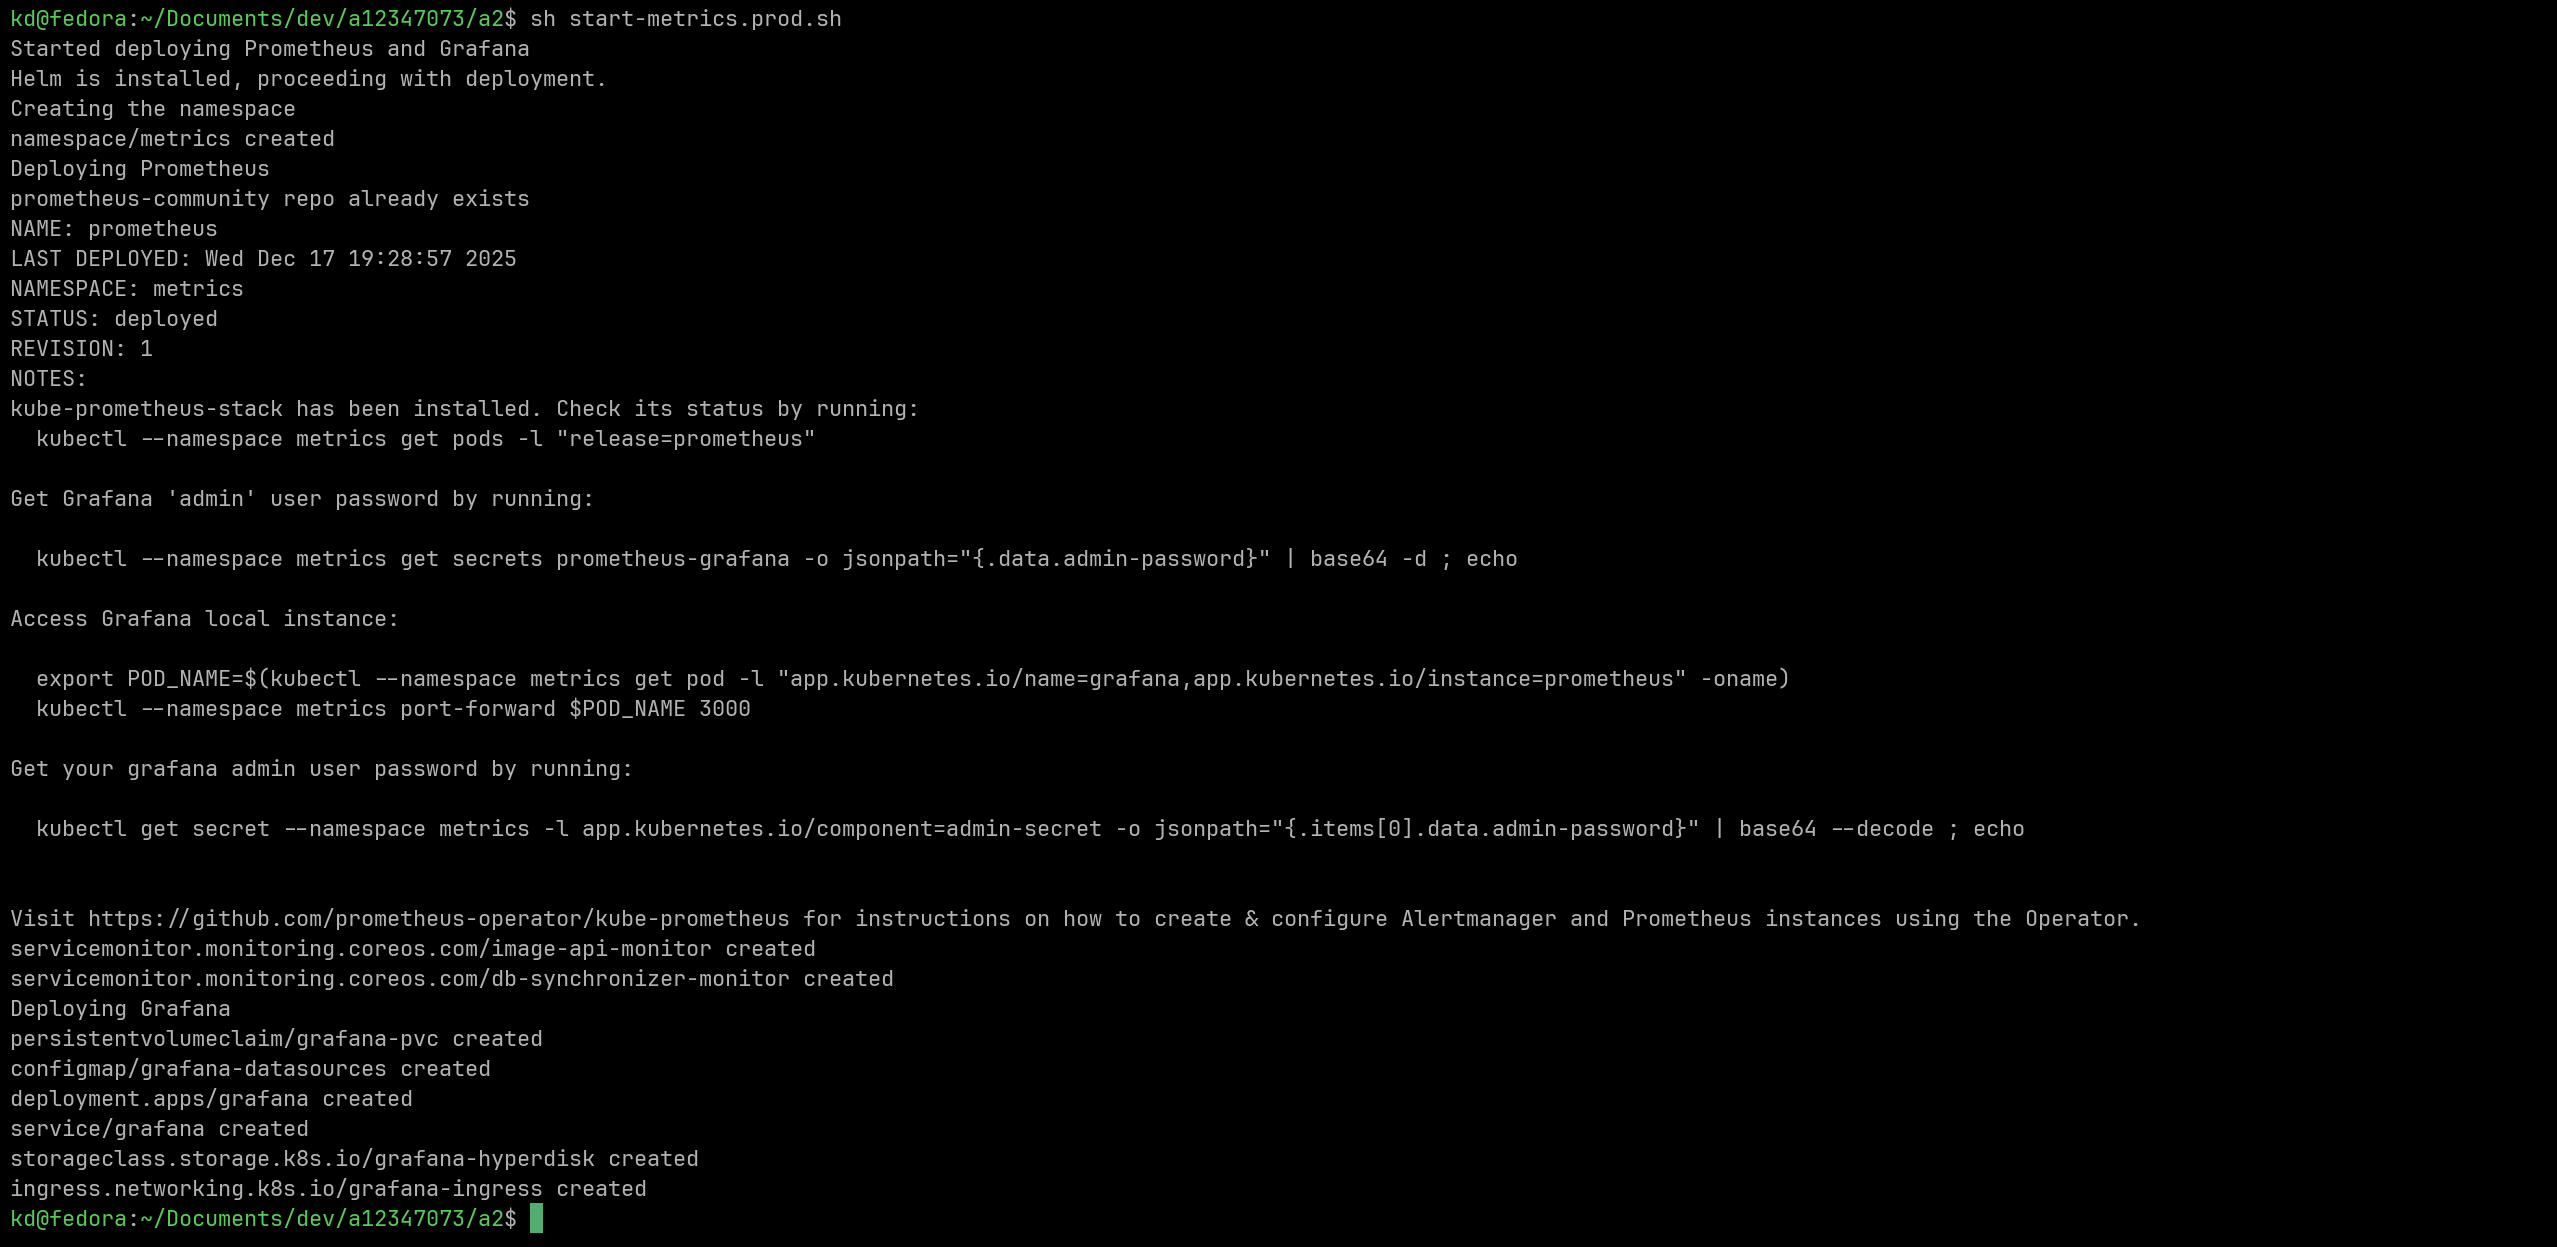 kd@fedora:~/Documents/dev/a12347073/a2$ sh start-metrics.prod.sh
Started deploying Prometheus and Grafana
Helm is installed, proceeding with deployment.
Creating the namespace
namespace/metrics created
Deploying Prometheus
prometheus-community repo already exists
NAME: prometheus
LAST DEPLOYED: Wed Dec 17 19:28:57 2025
NAMESPACE: metrics
STATUS: deployed
REVISION: 1
NOTES:
kube-prometheus-stack has been installed. Check its status by running:
  kubectl --namespace metrics get pods -l "release=prometheus"

Get Grafana 'admin' user password by running:

  kubectl --namespace metrics get secrets prometheus-grafana -o jsonpath="{.data.admin-password}" | base64 -d ; echo

Access Grafana local instance:

  export POD_NAME=$(kubectl --namespace metrics get pod -l "app.kubernetes.io/name=grafana,app.kubernetes.io/instance=prometheus" -oname)
  kubectl --namespace metrics port-forward $POD_NAME 3000

Get your grafana admin user password by running:

  kubectl get secret --namespace metrics -l app.kubernetes.io/component=admin-secret -o jsonpath="{.items[0].data.admin-password}" | base64 --decode ; echo


Visit https://github.com/prometheus-operator/kube-prometheus for instructions on how to create & configure Alertmanager and Prometheus instances using the Operator.
servicemonitor.monitoring.coreos.com/image-api-monitor created
servicemonitor.monitoring.coreos.com/db-synchronizer-monitor created
Deploying Grafana
persistentvolumeclaim/grafana-pvc created
configmap/grafana-datasources created
deployment.apps/grafana created
service/grafana created
storageclass.storage.k8s.io/grafana-hyperdisk created
ingress.networking.k8s.io/grafana-ingress created
kd@fedora:~/Documents/dev/a12347073/a2$